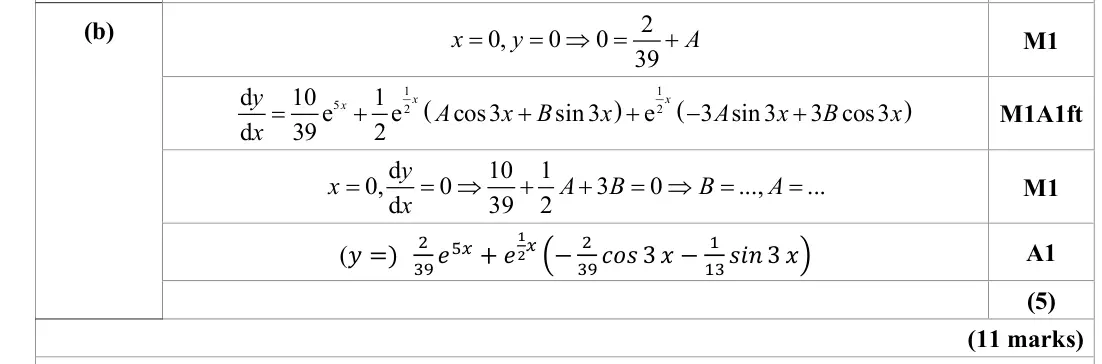 (b) x = 0, y = 0 ⇒ 0 = 2/39 + A M1
dy/dx = 10/39 e^{5x} + 1/2 e^{1/2 x} (A cos 3x + B sin 3x) + e^{1/2 x} (−3A sin 3x + 3B cos 3x) M1A1ft
x = 0, dy/dx = 0 ⇒ 10/39 + 1/2 A + 3B = 0 ⇒ B = ..., A = ... M1
(y =) 2/39 e^{5x} + e^{1/2 x} (− 2/39 cos 3 x − 1/13 sin 3 x) A1
(5)
(11 marks)